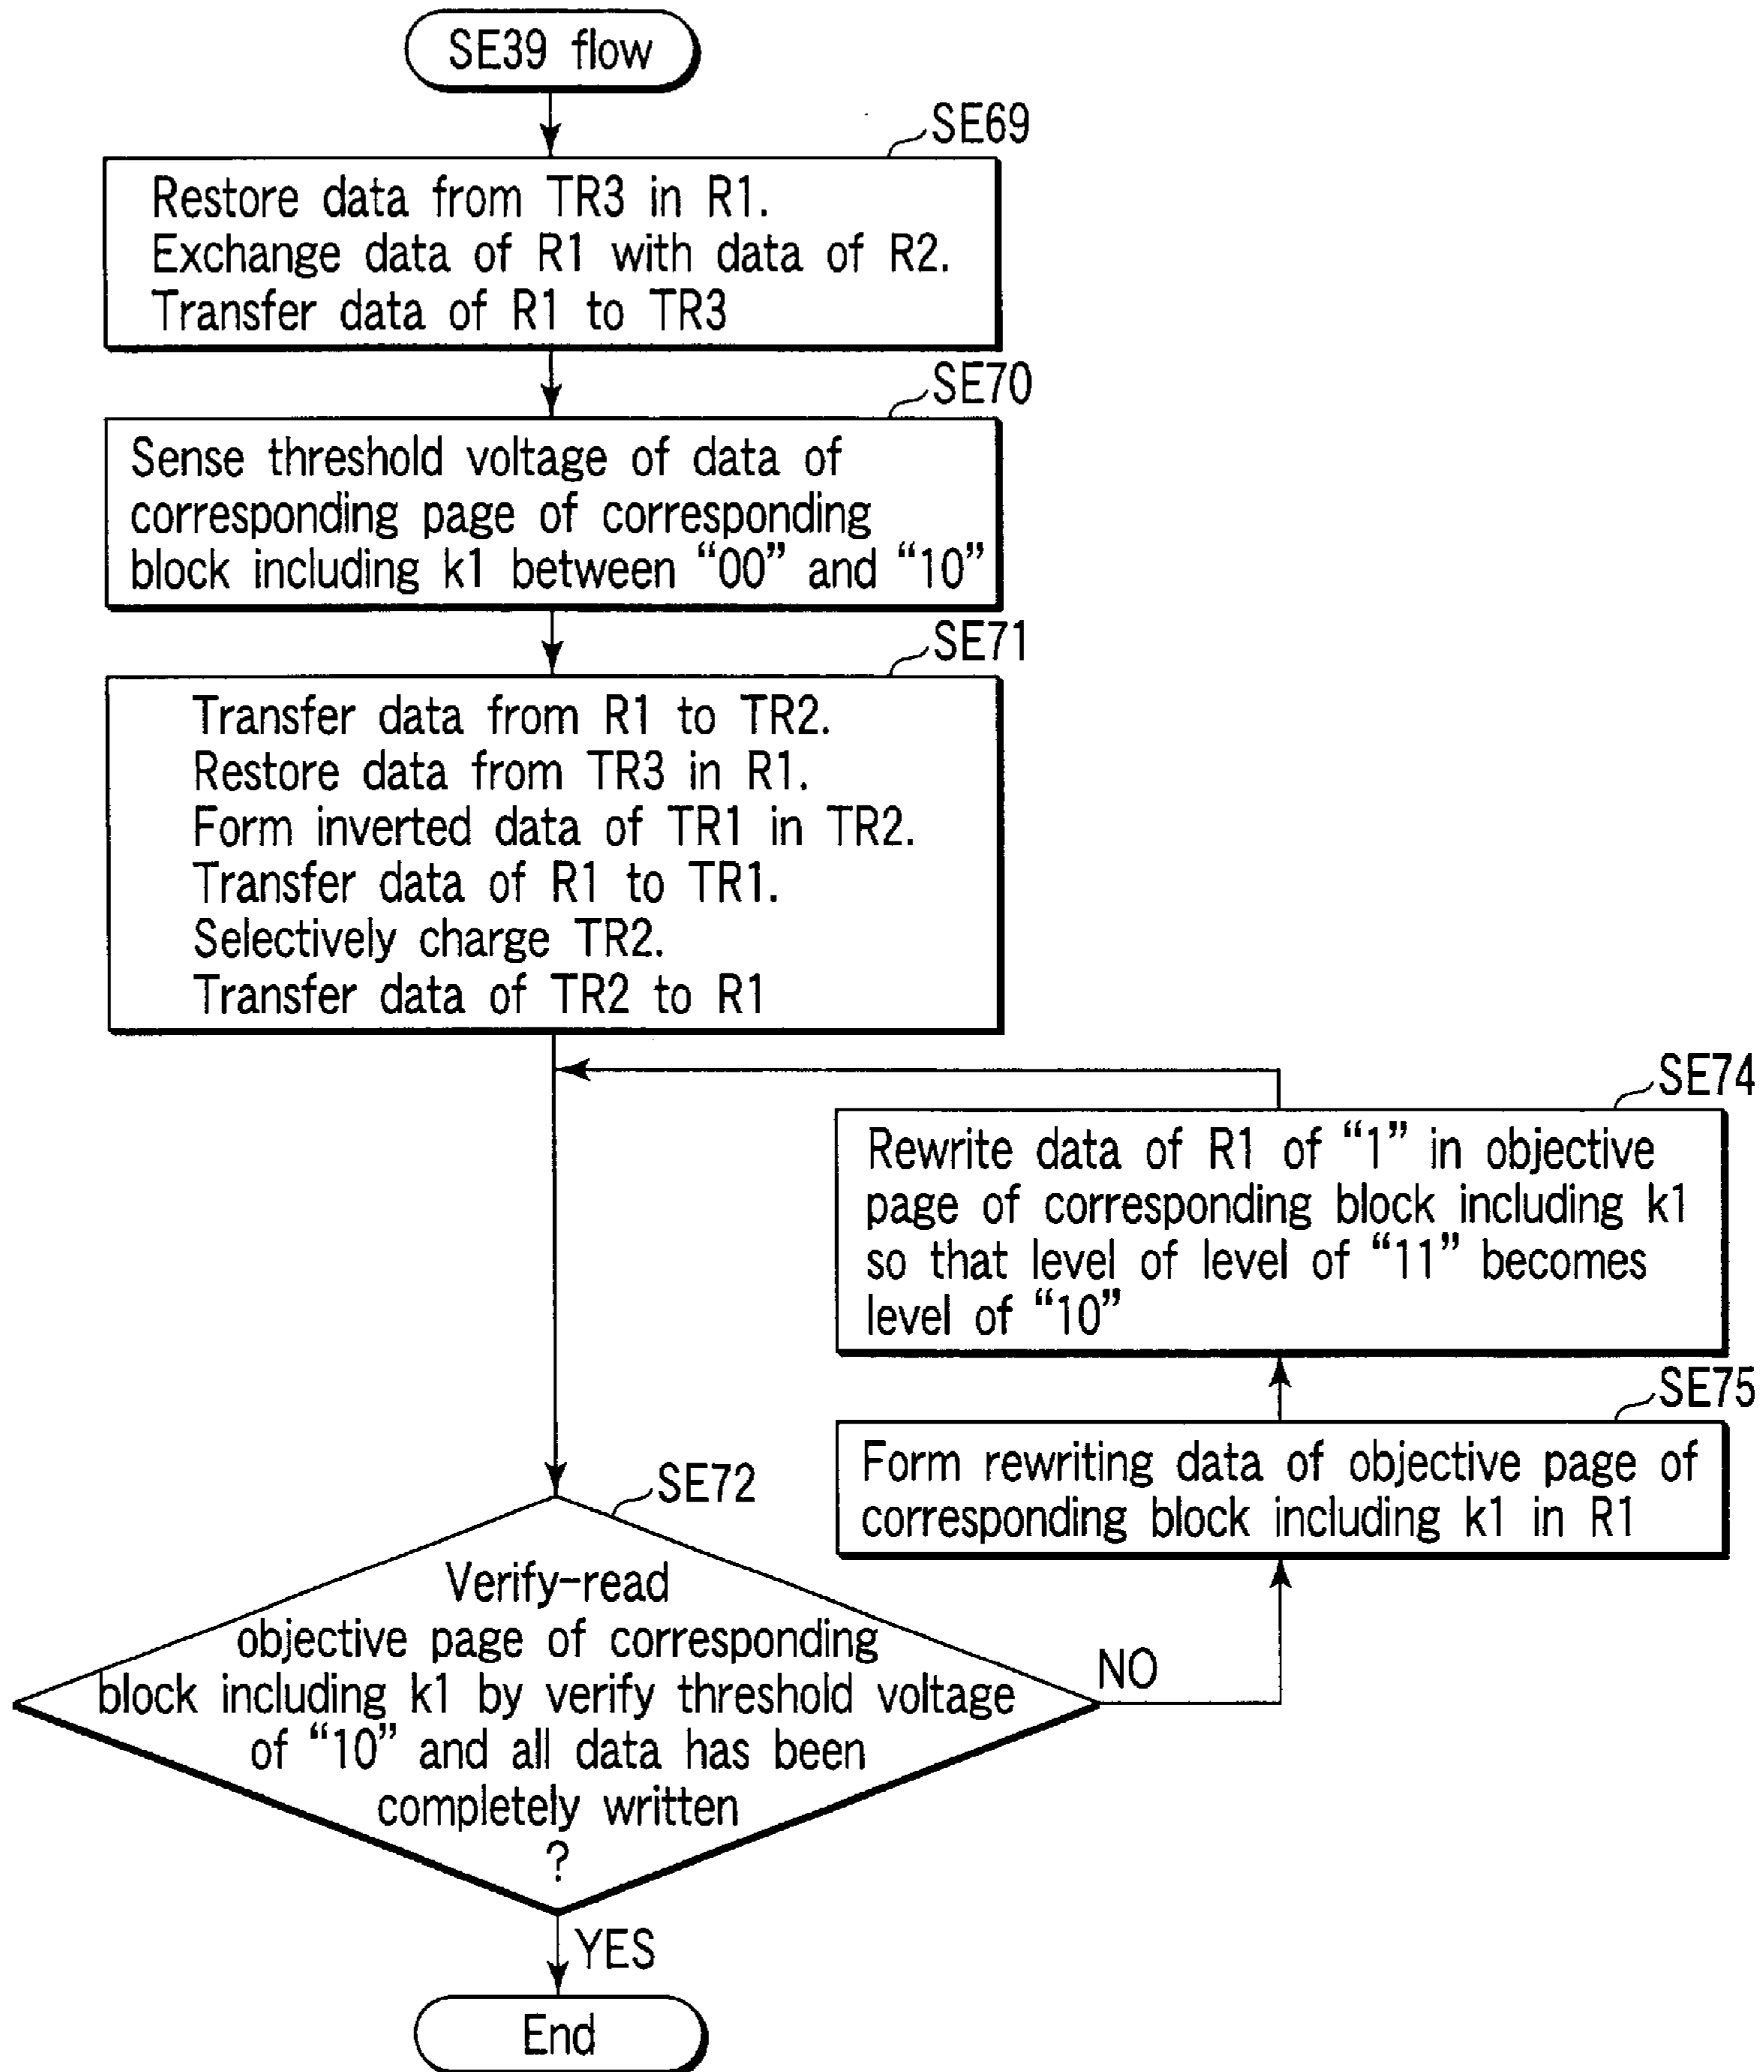 SE39 flow
SE69
Restore data from TR3 in R1.
Exchange data of R1 with data of R2.
Transfer data of R1 to TR3
SE70
Sense threshold voltage of data of
corresponding page of corresponding
block including k1 between “00” and “10”
SE71
Transfer data from R1 to TR2.
Restore data from TR3 in R1.
Form inverted data of TR1 in TR2.
Transfer data of R1 to TR1.
Selectively charge TR2.
Transfer data of TR2 to R1
SE74
Rewrite data of R1 of “1” in objective
page of corresponding block including k1
so that level of level of “11” becomes
level of “10”
SE75
Form rewriting data of objective page of
corresponding block including k1 in R1
SE72
Verify-read
objective page of corresponding
block including k1 by verify threshold voltage
of “10” and all data has been
completely written
?
NO
YES
End